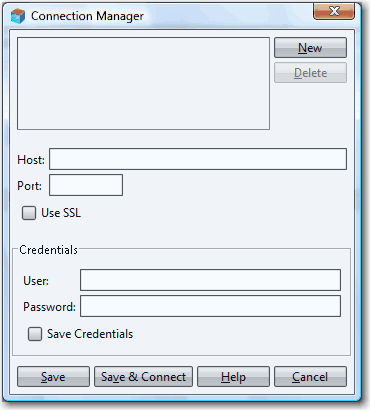 Connection Manager
New
Delete
Host:
Port:
Use SSL
Credentials
User:
Password:
Save Credentials
Save Save & Connect Help Cancel